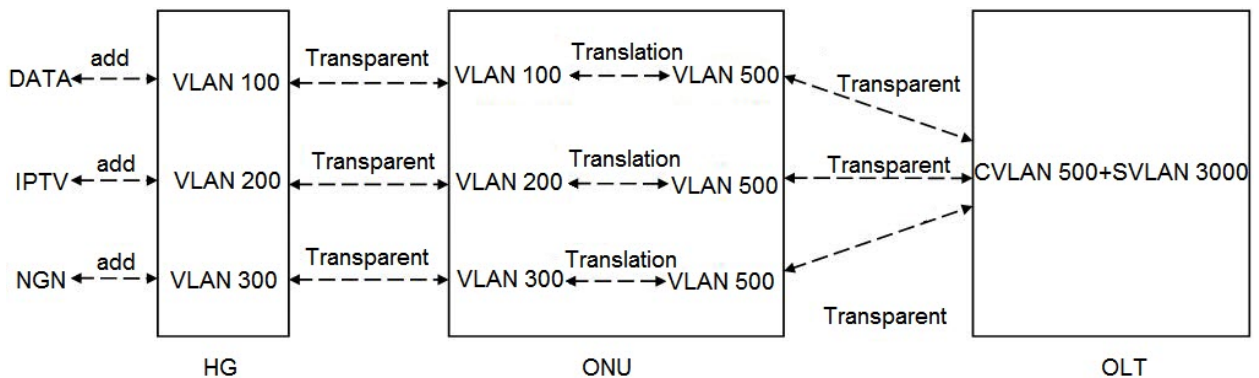 DATA add VLAN 100 Transparent VLAN 100 Translation VLAN 500 Transparent
IPTV add VLAN 200 Transparent VLAN 200 Translation VLAN 500 Transparent CVLAN 500+SVLAN 3000
NGN add VLAN 300 Transparent VLAN 300 Translation VLAN 500 Transparent
HG ONU OLT